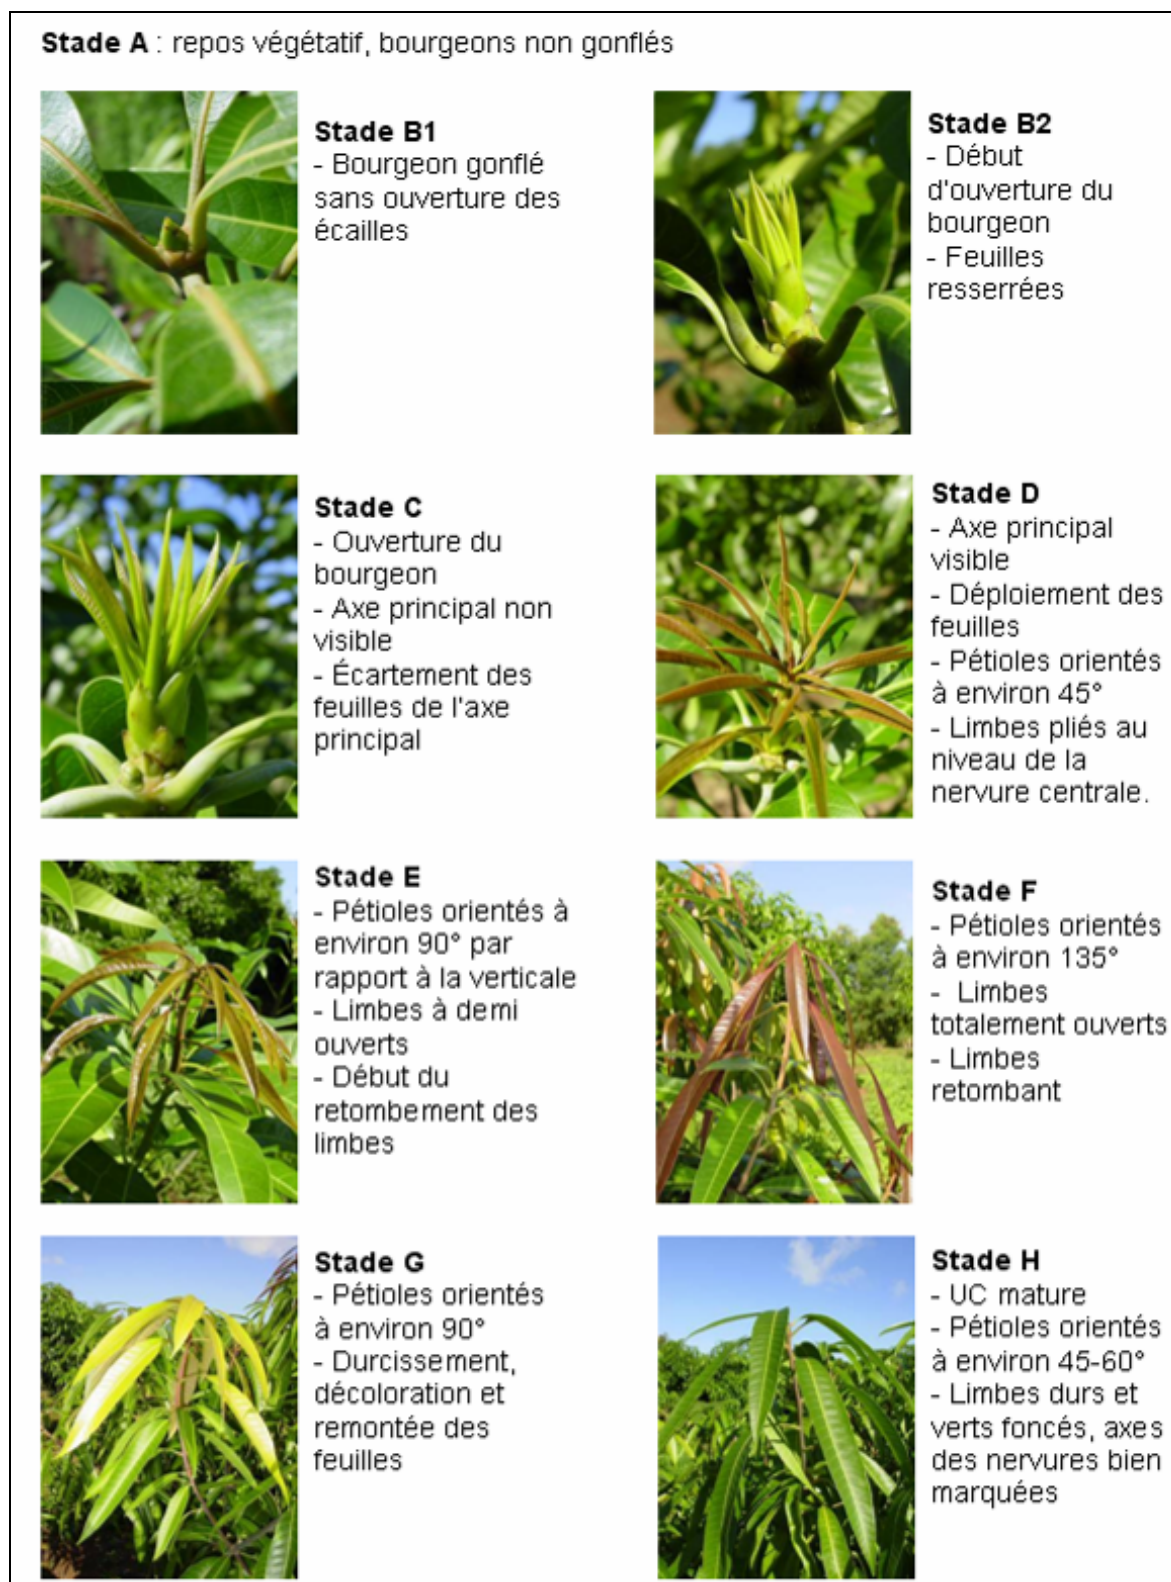 Stade A : repos végétatif, bourgeons non gonflés
Stade B1
- Bourgeon gonflé
sans ouverture des
écailles
Stade B2
- Début
d'ouverture du
bourgeon
- Feuilles
resserrées
Stade C
- Ouverture du
bourgeon
- Axe principal non
visible
- Écartement des
feuilles de l'axe
principal
Stade D
- Axe principal
visible
- Déploiement des
feuilles
- Pétioles orientés
à environ 45°
- Limbes pliés au
niveau de la
nervure centrale.
Stade E
- Pétioles orientés à
environ 90° par
rapport à la verticale
- Limbes à demi
ouverts
- Début du
retombement des
limbes
Stade F
- Pétioles orientés
à environ 135°
- Limbes
totalement ouverts
- Limbes
retombant
Stade G
- Pétioles orientés
à environ 90°
- Durcissement,
décoloration et
remontée des
feuilles
Stade H
- UC mature
- Pétioles orientés
à environ 45-60°
- Limbes durs et
verts foncés, axes
des nervures bien
marquées